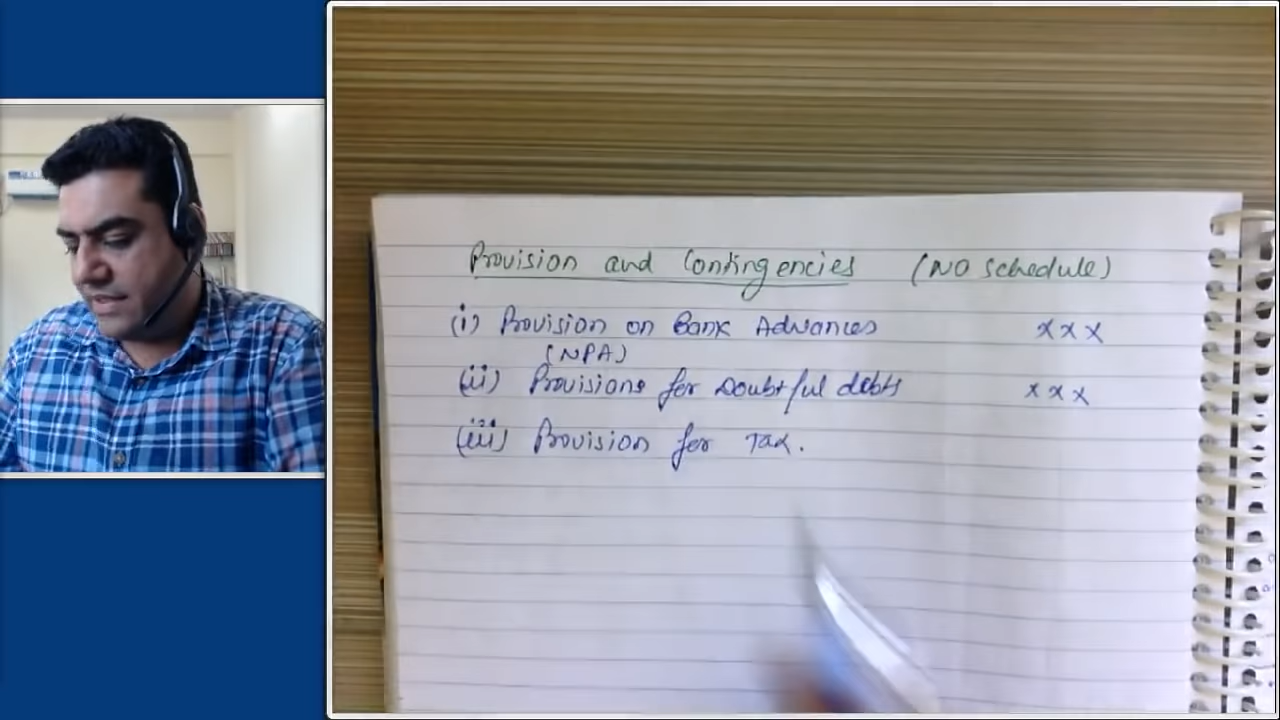 Provision and Contingencies (NO Schedule)
(i) Provision on Bank Advances xxx
(NPA)
(ii) Provisions for Doubtful debts xxx
(iii) Provision for Tax.